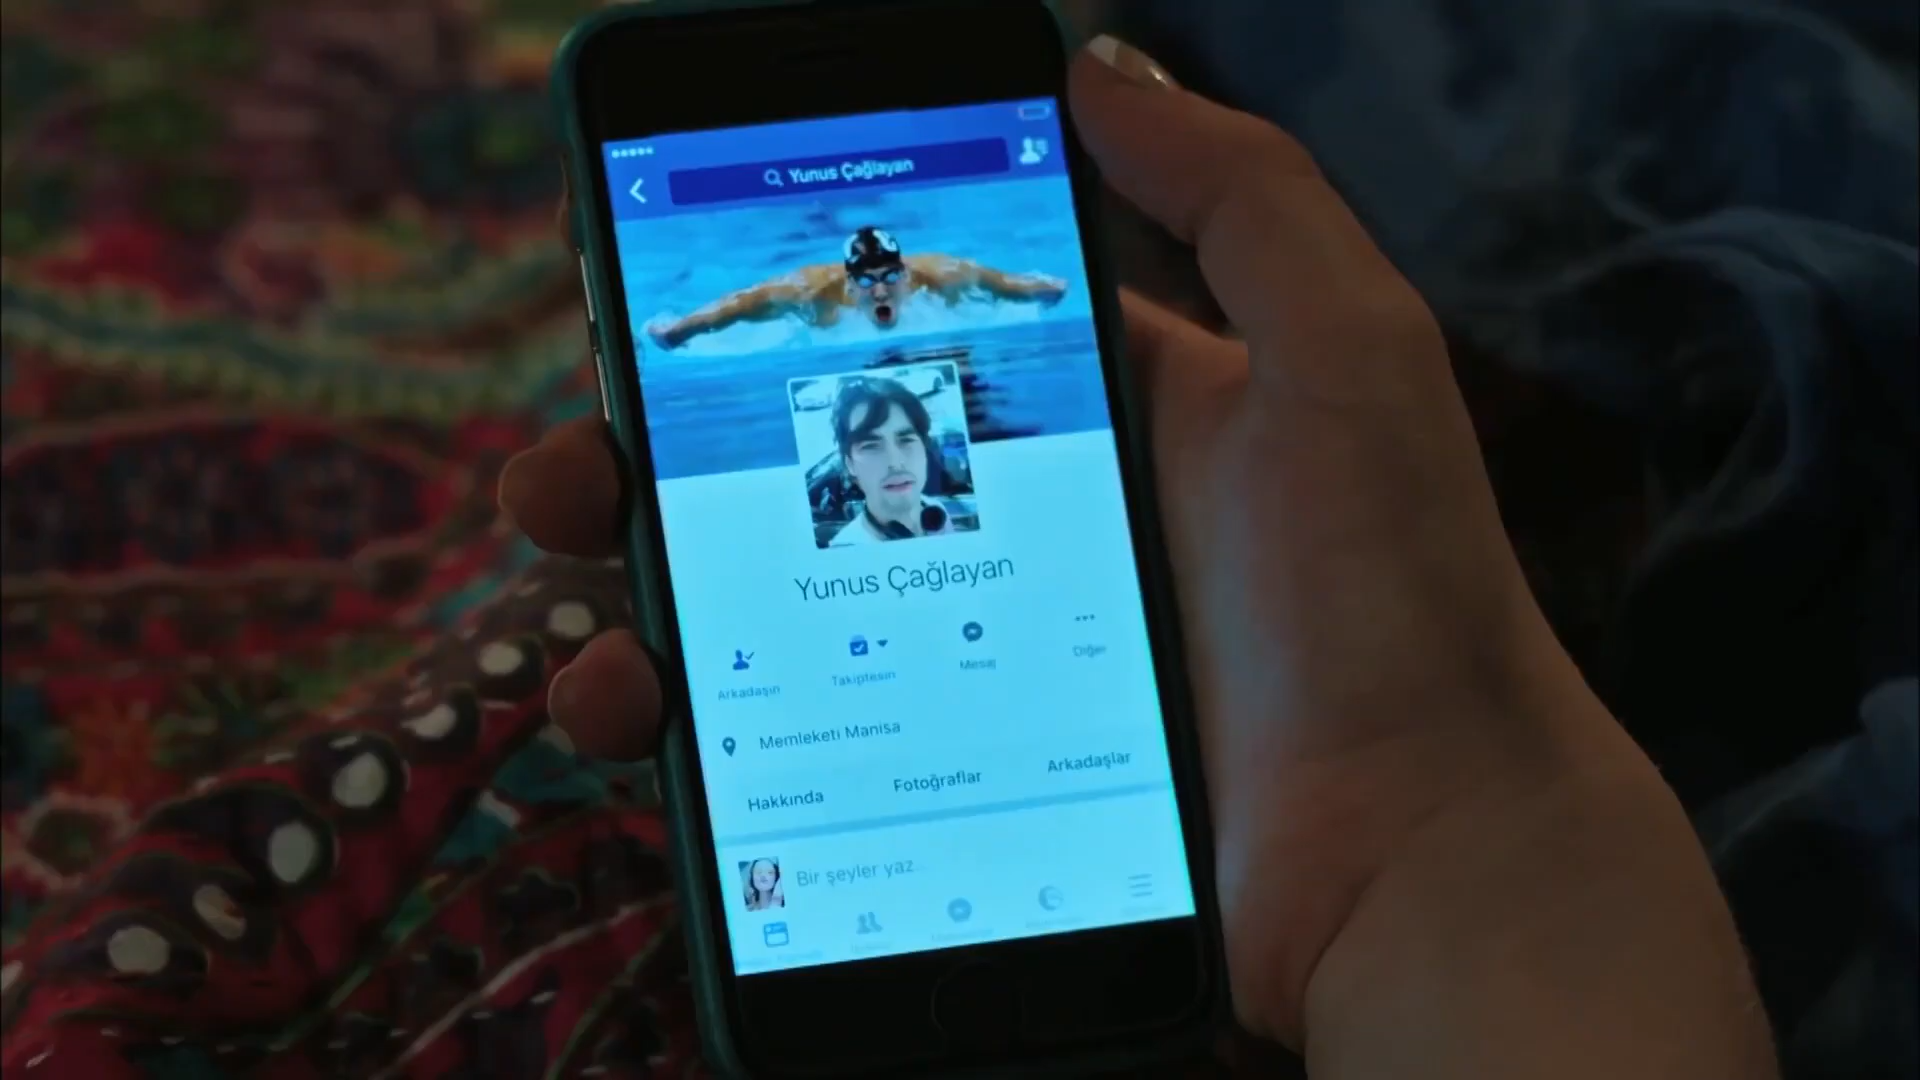 Yunus Çağlayan
Yunus Çağlayan
Arkadaşın Takiptesin Mesaj Diğer
Memleketi Manisa
Hakkında Fotoğraflar Arkadaşlar
Bir şeyler yaz...